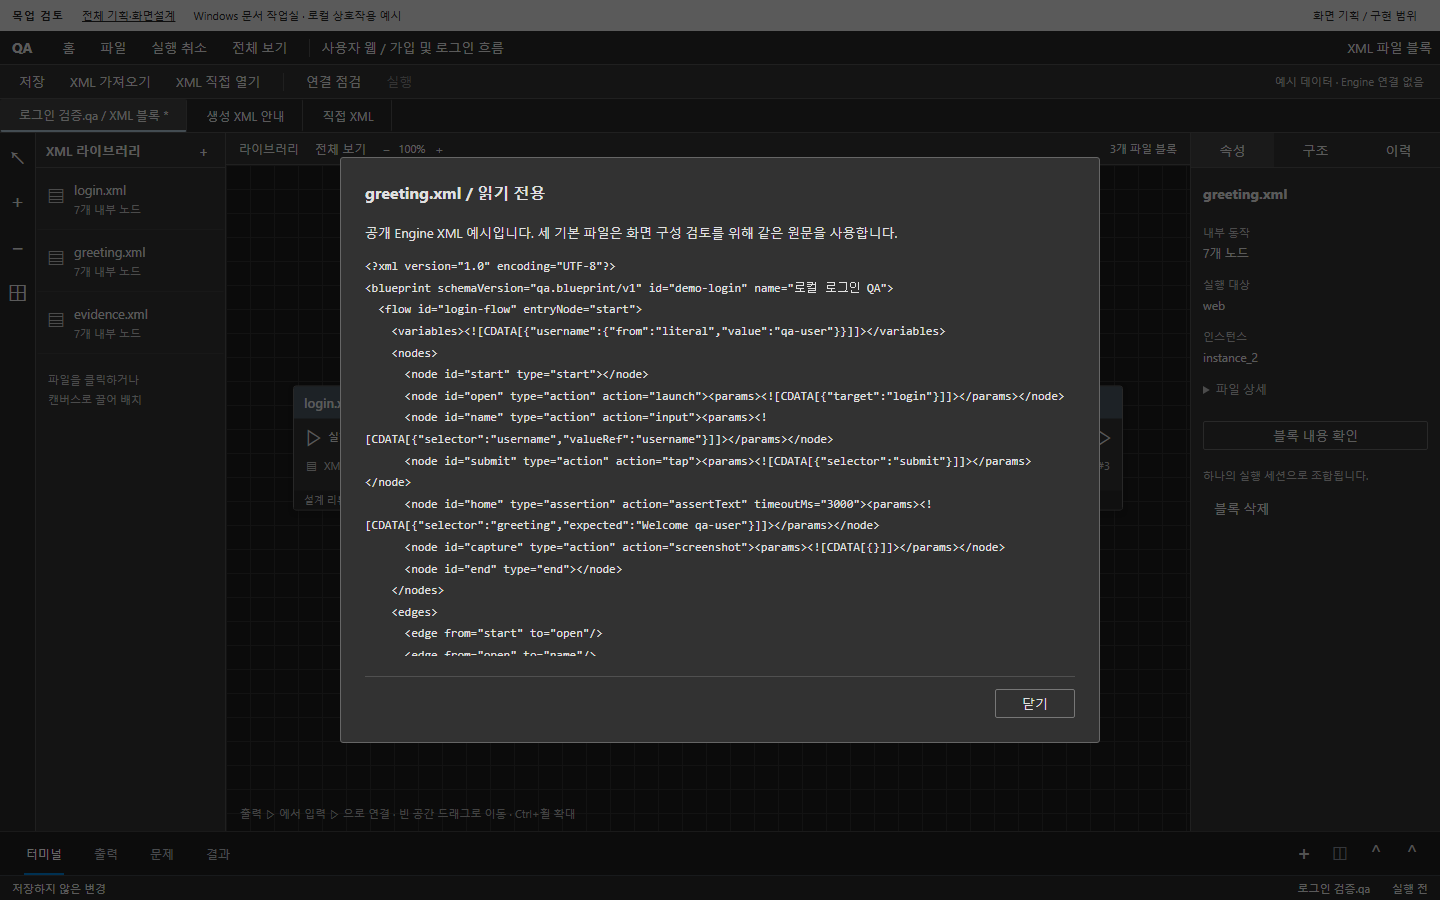 목업 검토 전체 기획·화면설계 Windows 문서 작업실 · 로컬 상호작용 예시 화면 기획 / 구현 범위
QA 홈 파일 실행 취소 전체 보기 사용자 웹 / 가입 및 로그인 흐름 XML 파일 블록
저장 XML 가져오기 XML 직접 열기 연결 점검 실행 예시 데이터 · Engine 연결 없음
로그인 검증.qa / XML 블록 * 생성 XML 안내 직접 XML
XML 라이브러리 +
login.xml
7개 내부 노드
greeting.xml
7개 내부 노드
evidence.xml
7개 내부 노드
파일을 클릭하거나
캔버스로 끌어 배치
라이브러리 전체 보기 − 100% + 3개 파일 블록
login.x
실
XM
설계 리
#3
greeting.xml / 읽기 전용
공개 Engine XML 예시입니다. 세 기본 파일은 화면 구성 검토를 위해 같은 원문을 사용합니다.
<?xml version="1.0" encoding="UTF-8"?>
<blueprint schemaVersion="qa.blueprint/v1" id="demo-login" name="로컬 로그인 QA">
<flow id="login-flow" entryNode="start">
<variables><![CDATA[{"username":{"from":"literal","value":"qa-user"}}]]></variables>
<nodes>
<node id="start" type="start"></node>
<node id="open" type="action" action="launch"><params><![CDATA[{"target":"login"}]]></params></node>
<node id="name" type="action" action="input"><params><!
[CDATA[{"selector":"username","valueRef":"username"}]]></params></node>
<node id="submit" type="action" action="tap"><params><![CDATA[{"selector":"submit"}]]></params>
</node>
<node id="home" type="assertion" action="assertText" timeoutMs="3000"><params><!
[CDATA[{"selector":"greeting","expected":"Welcome qa-user"}]]></params></node>
<node id="capture" type="action" action="screenshot"><params><![CDATA[{}]]></params></node>
<node id="end" type="end"></node>
</nodes>
<edges>
<edge from="start" to="open"/>
<edge from="open" to="name"/>
닫기
속성 구조 이력
greeting.xml
내부 동작
7개 노드
실행 대상
web
인스턴스
instance_2
▶ 파일 상세
블록 내용 확인
하나의 실행 세션으로 조합됩니다.
블록 삭제
출력 ▷ 에서 입력 ▷ 으로 연결 · 빈 공간 드래그로 이동 · Ctrl+휠 확대
터미널 출력 문제 결과
저장하지 않은 변경 로그인 검증.qa 실행 전